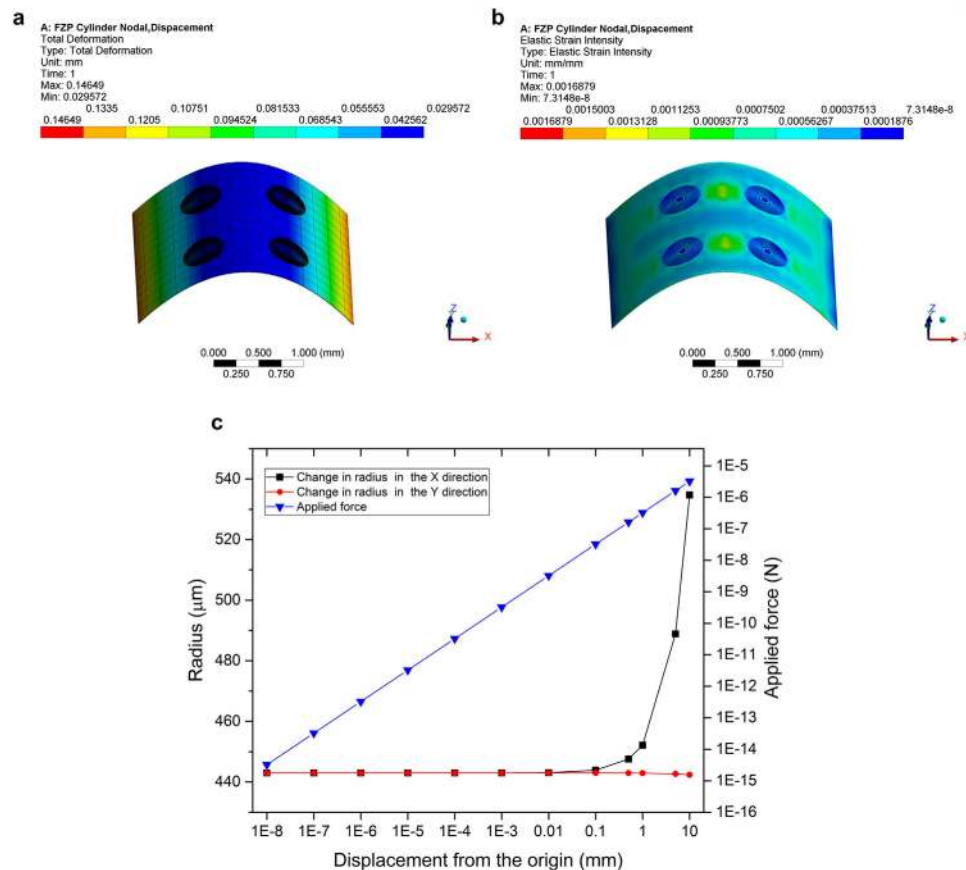 a
A: FZP Cylinder Nodal,Dispacement
Total Deformation
Type: Total Deformation
Unit: mm
Time: 1
Max: 0.14649
Min: 0.029572
0.1335 0.10751 0.081533 0.055553 0.029572
0.14649 0.1205 0.094524 0.068543 0.042562
Z
X
0.000 0.500 1.000 (mm)
0.250 0.750
b
A: FZP Cylinder Nodal,Dispacement
Elastic Strain Intensity
Type: Elastic Strain Intensity
Unit: mm/mm
Time: 1
Max: 0.0016879
Min: 7.3148e-8
0.0015003 0.0011253 0.0007502 0.00037513 7.3148e-8
0.0016879 0.0013128 0.00093773 0.00056267 0.0001876
Z
0.000 0.500 1.000 (mm)
0.250 0.750
c
Change in radius in the X direction
Change in radius in the Y direction
Applied force
Radius (μm)
540
520
500
480
460
440
1E-5
1E-6
1E-7
1E-8
1E-9
1E-10
1E-11
1E-12
1E-13
1E-14
1E-15
1E-16
Applied force (N)
1E-8 1E-7 1E-6 1E-5 1E-4 1E-3 0.01 0.1 1 10
Displacement from the origin (mm)